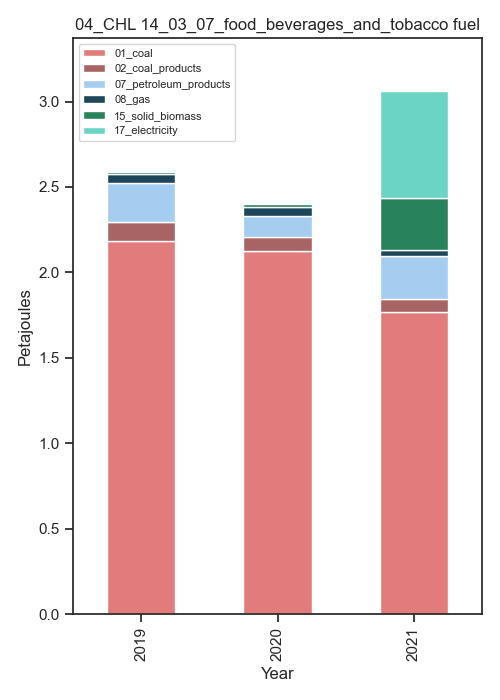 04_CHL 14_03_07_food_beverages_and_tobacco fuel
01_coal
02_coal_products
07_petroleum_products
08_gas
15_solid_biomass
17_electricity
3.0
2.5
2.0
1.5
1.0
0.5
0.0
Petajoules
2019
2020
2021
Year